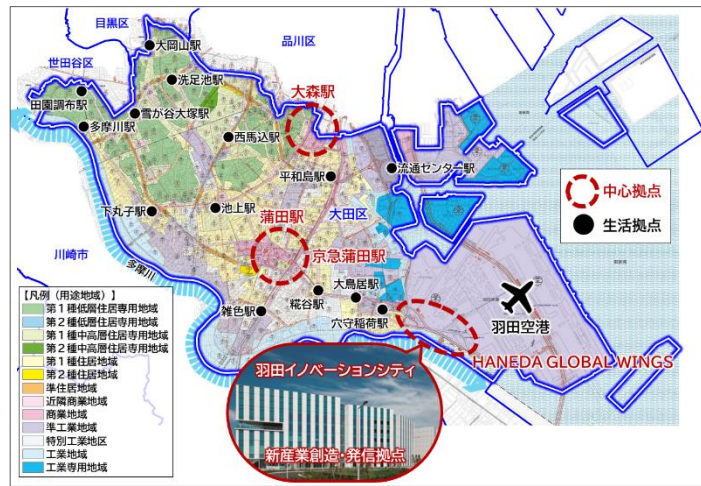 目黒区
品川区
世田谷区
大岡山駅
洗足池駅
大森駅
田園調布駅
雪が谷大塚駅
多摩川駅
西馬込駅
流通センター駅
平和島駅
中心拠点
生活拠点
下丸子駅
池上駅
蒲田駅
大田区
川崎市
多摩川
京急蒲田駅
大鳥居駅
糀谷駅
雑色駅
穴守稲荷駅
羽田空港
HANEDA GLOBAL WINGS
【凡例（用途地域）】
第１種低層住居専用地域
第２種低層住居専用地域
第１種中高層住居専用地域
第２種中高層住居専用地域
第１種住居地域
第２種住居地域
準住居地域
近隣商業地域
商業地域
準工業地域
特別工業地区
工業地域
工業専用地域
羽田イノベーションシティ
新産業創造・発信拠点